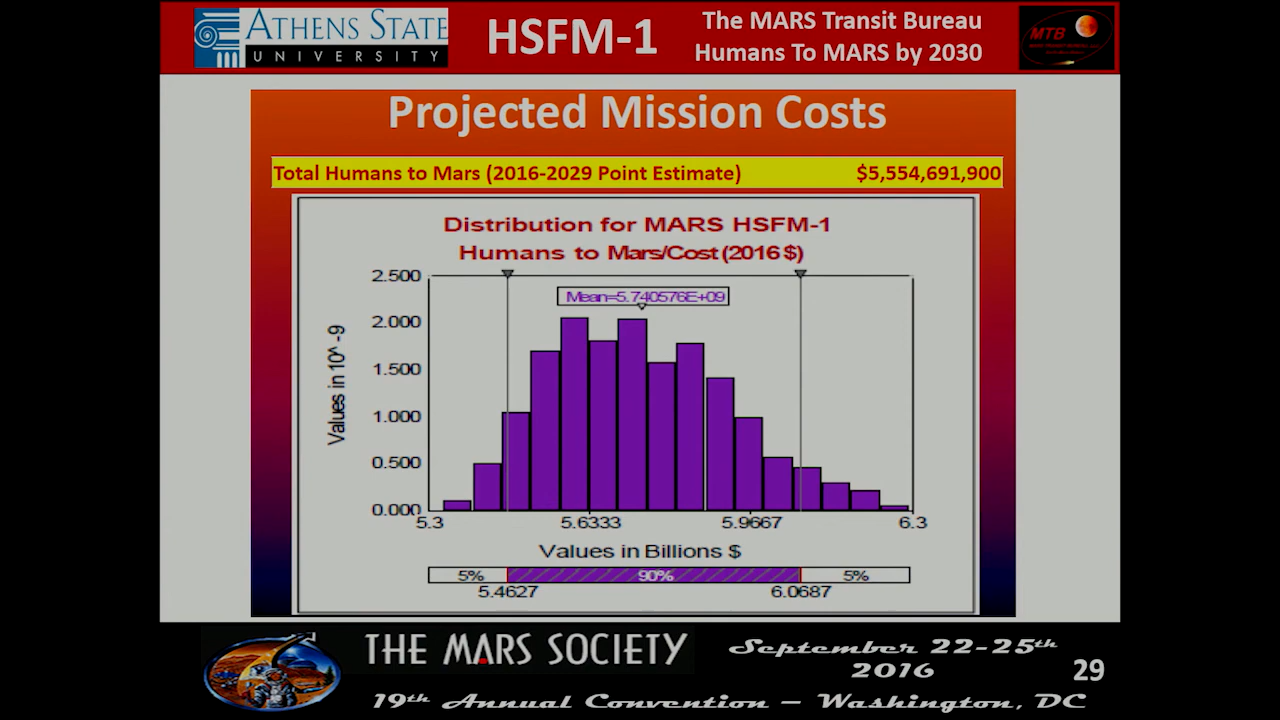 ATHENS STATE
UNIVERSITY
HSFM-1
The MARS Transit Bureau
Humans To MARS by 2030
MTB
Projected Mission Costs
Total Humans to Mars (2016-2029 Point Estimate) $5,554,691,900
Distribution for MARS HSFM-1
Humans to Mars/Cost (2016 $)
Mean=5.740576E+09
Values in 10^ -9
2.500
2.000
1.500
1.000
0.500
0.000
5.3 5.6333 5.9667 6.3
Values in Billions $
5% 90% 5%
5.4627 6.0687
THE MARS SOCIETY
September 22-25th
2016
29
19th Annual Convention – Washington, DC